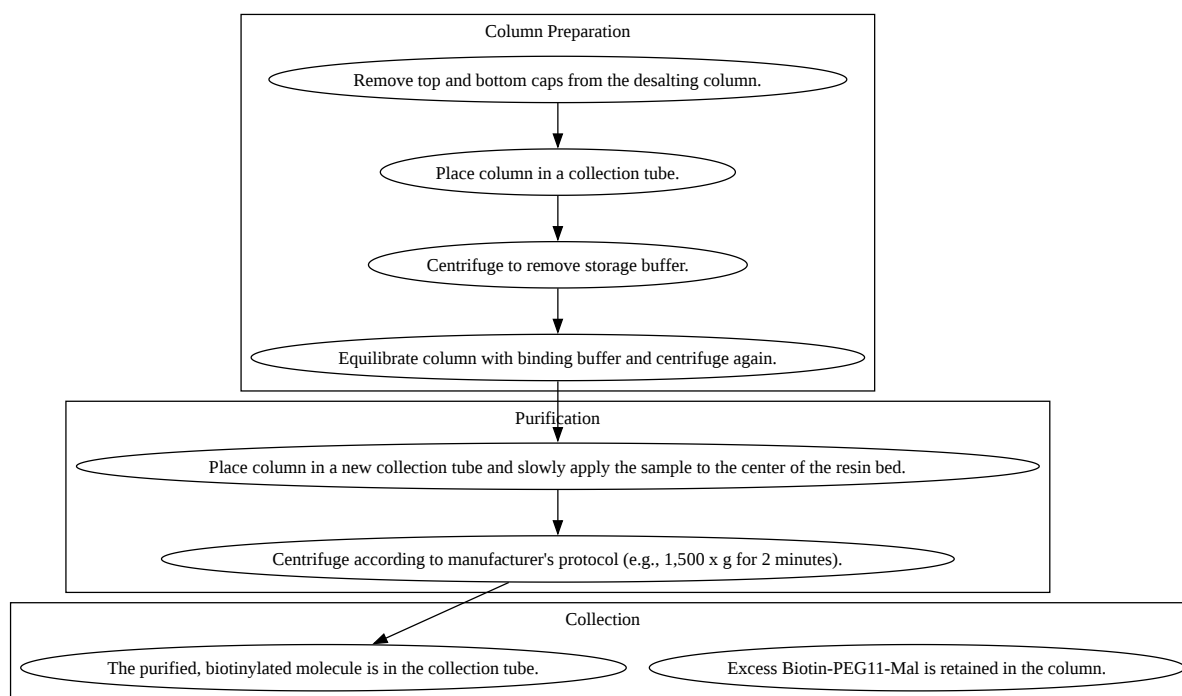 Column Preparation
Remove top and bottom caps from the desalting column.
Place column in a collection tube.
Centrifuge to remove storage buffer.
Equilibrate column with binding buffer and centrifuge again.
Purification
Place column in a new collection tube and slowly apply the sample to the center of the resin bed.
Centrifuge according to manufacturer's protocol (e.g., 1,500 x g for 2 minutes).
Collection
The purified, biotinylated molecule is in the collection tube.
Excess Biotin-PEG11-Mal is retained in the column.